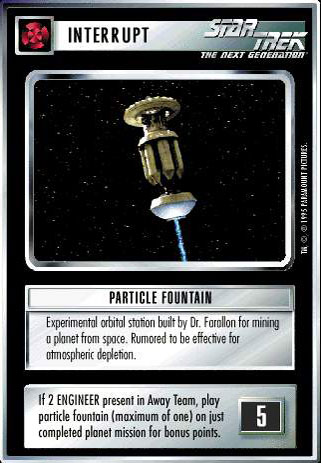 INTERRUPT
STAR TREK
THE NEXT GENERATION
TM, © & © 1995 PARAMOUNT PICTURES.
PARTICLE FOUNTAIN
Experimental orbital station built by Dr. Farallon for mining
a planet from space. Rumored to be effective for
atmospheric depletion.
If 2 ENGINEER present in Away Team, play
particle fountain (maximum of one) on just
completed planet mission for bonus points.
5